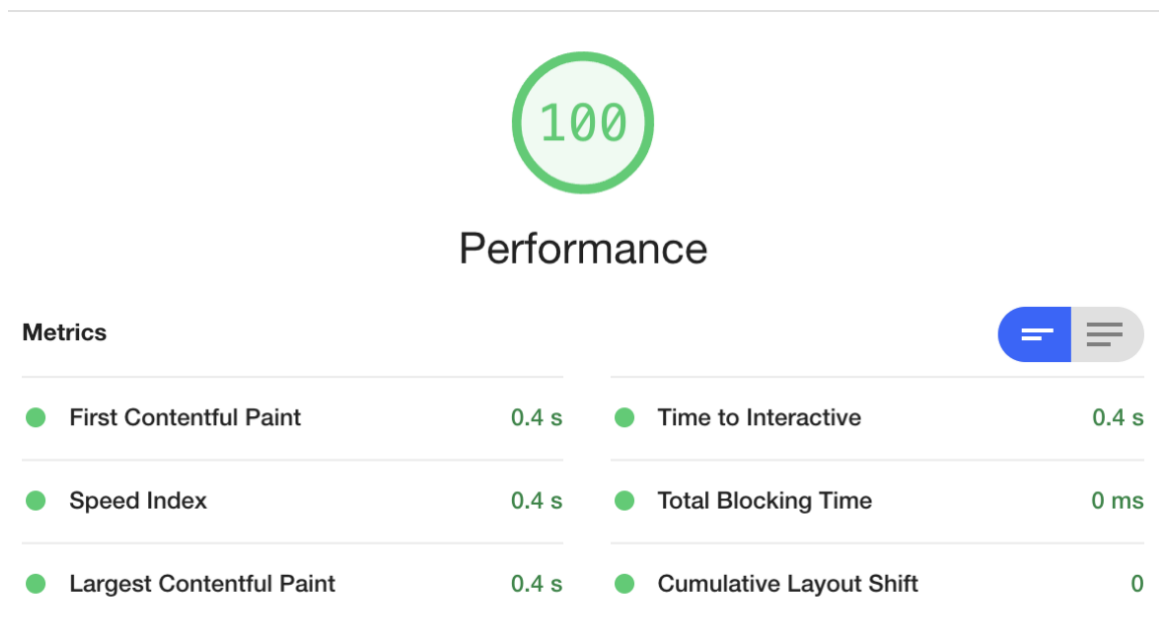 100
Performance
Metrics
First Contentful Paint 0.4 s
Time to Interactive 0.4 s
Speed Index 0.4 s
Total Blocking Time 0 ms
Largest Contentful Paint 0.4 s
Cumulative Layout Shift 0